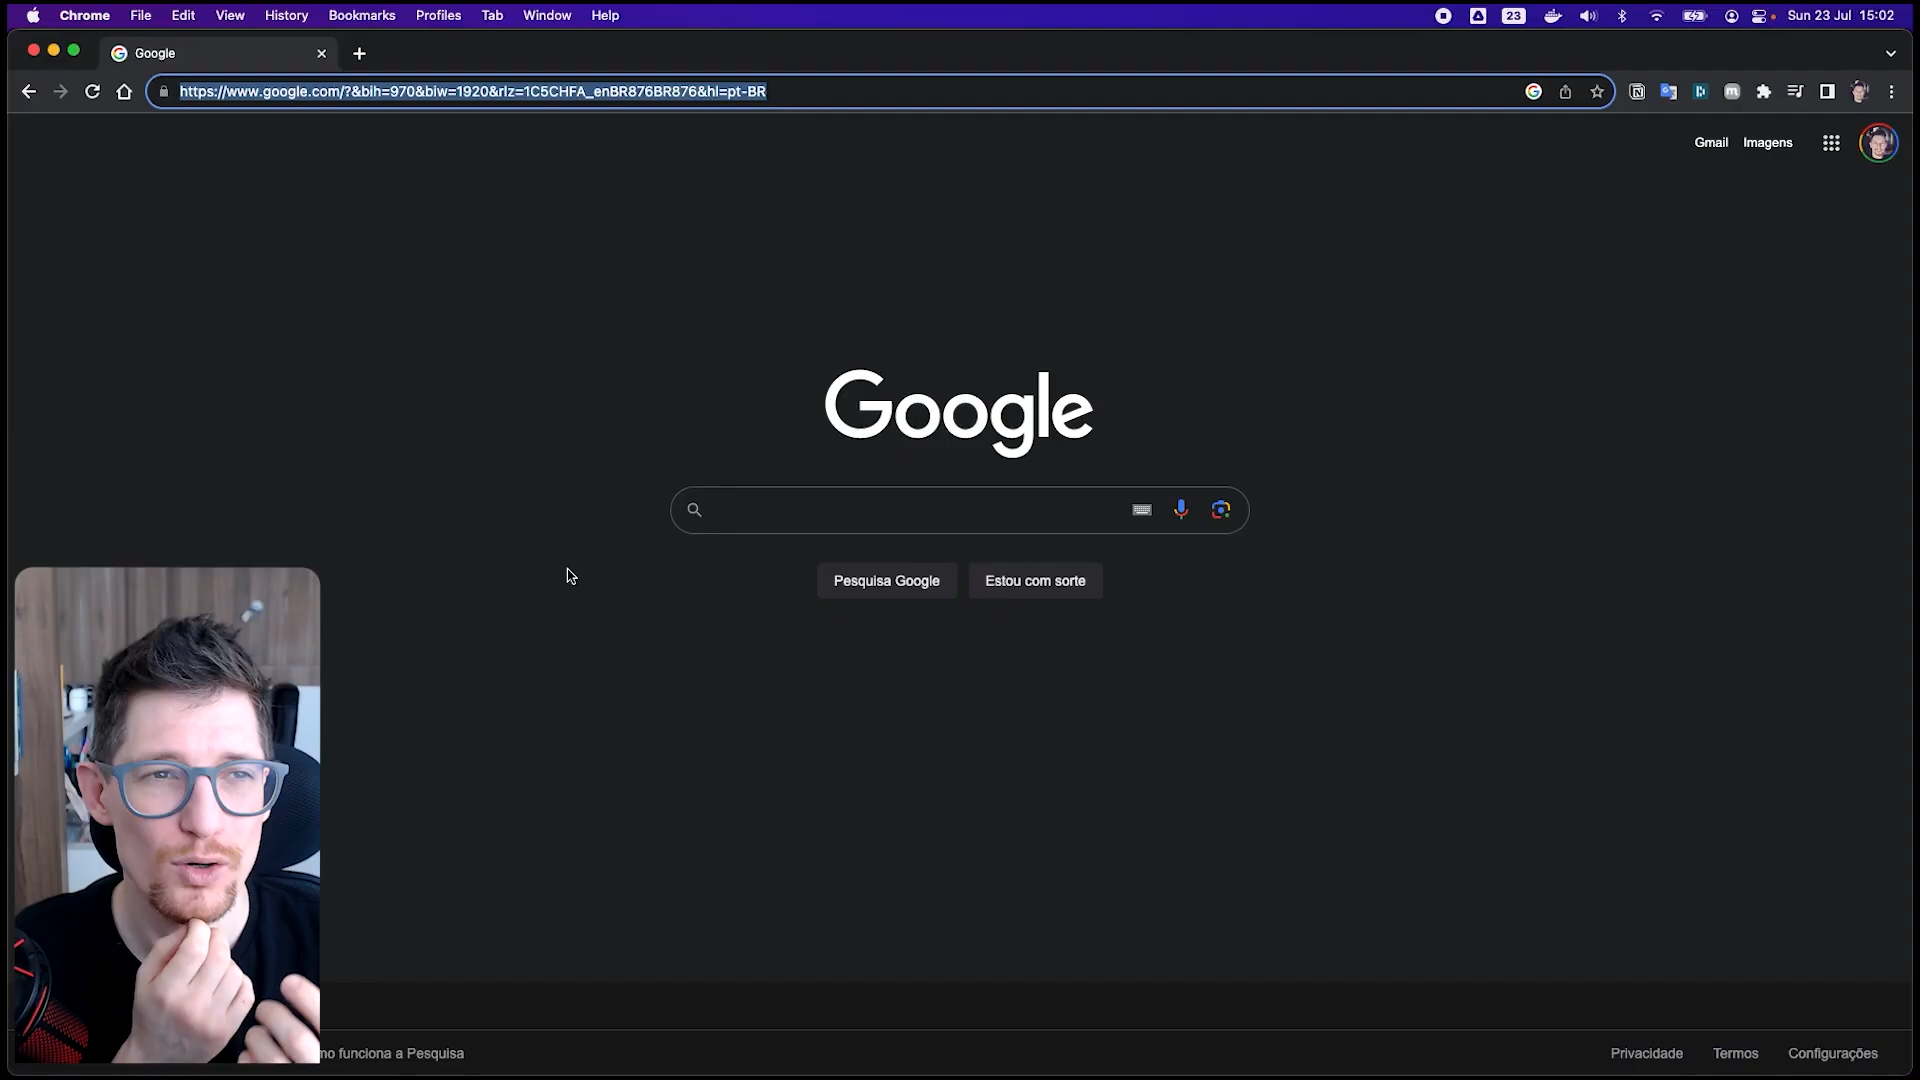 Chrome File Edit View History Bookmarks Profiles Tab Window Help 23 Sun 23 Jul 15:02
Google
https://www.google.com/?&bih=970&biw=1920&rlz=1C5CHFA_enBR876BR876&hl=pt-BR
Gmail Imagens
Google
Pesquisa Google Estou com sorte
mo funciona a Pesquisa Privacidade Termos Configurações